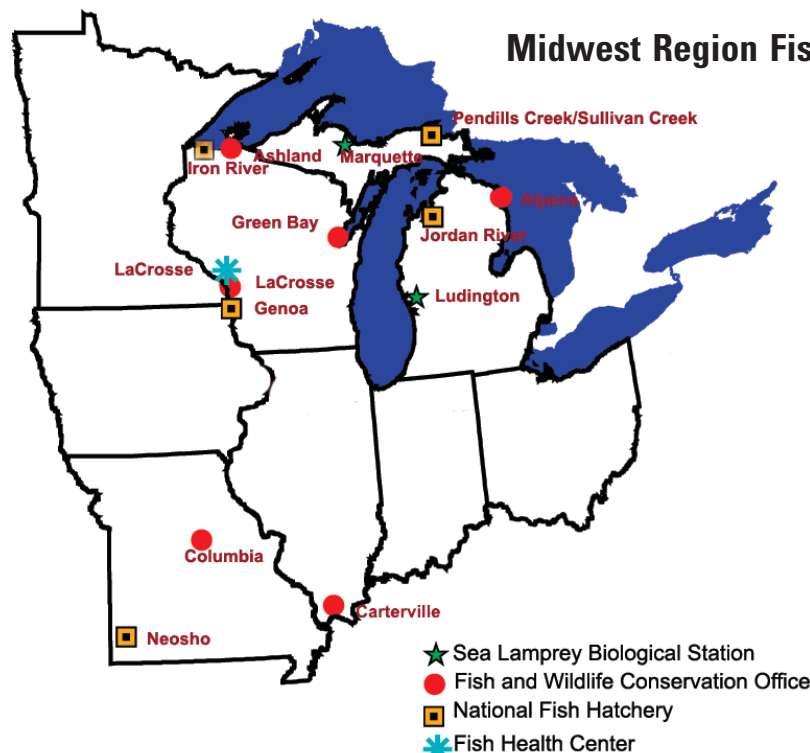 Midwest Region Fis
Pendills Creek/Sullivan Creek
Ashland
Marquette
Iron River
Alpena
Green Bay
Jordan River
LaCrosse
LaCrosse
Ludington
Genoa
Columbia
Carterville
Neosho
Sea Lamprey Biological Station
Fish and Wildlife Conservation Office
National Fish Hatchery
Fish Health Center